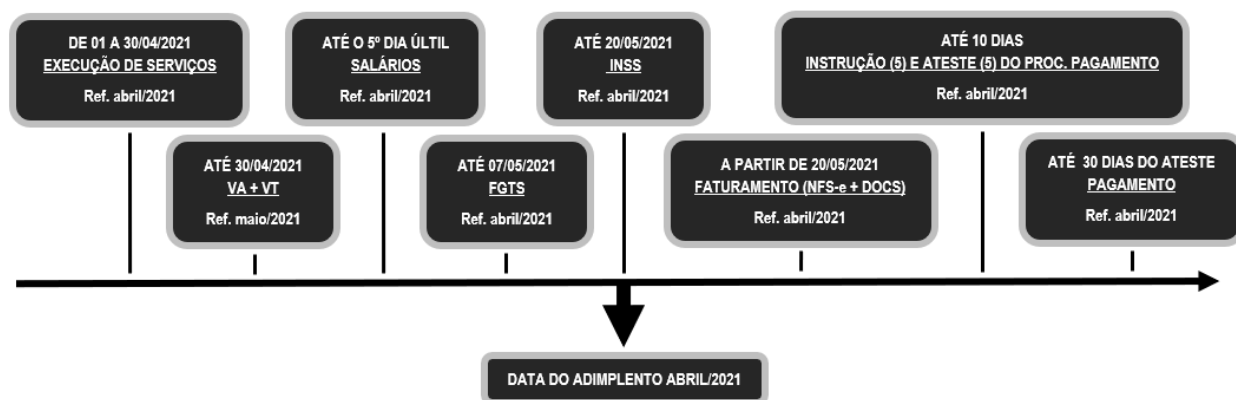 DE 01 A 30/04/2021
EXECUÇÃO DE SERVIÇOS
Ref. abril/2021
ATÉ 30/04/2021
VA + VT
Ref. maio/2021
ATÉ O 5º DIA ÚLTIL
SALÁRIOS
Ref. abril/2021
ATÉ 07/05/2021
FGTS
Ref. abril/2021
ATÉ 20/05/2021
INSS
Ref. abril/2021
A PARTIR DE 20/05/2021
FATURAMENTO (NFS-e + DOCS)
Ref. abril/2021
ATÉ 10 DIAS
INSTRUÇÃO (5) E ATESTE (5) DO PROC. PAGAMENTO
Ref. abril/2021
ATÉ 30 DIAS DO ATESTE
PAGAMENTO
Ref. abril/2021
DATA DO ADIMPLENTO ABRIL/2021